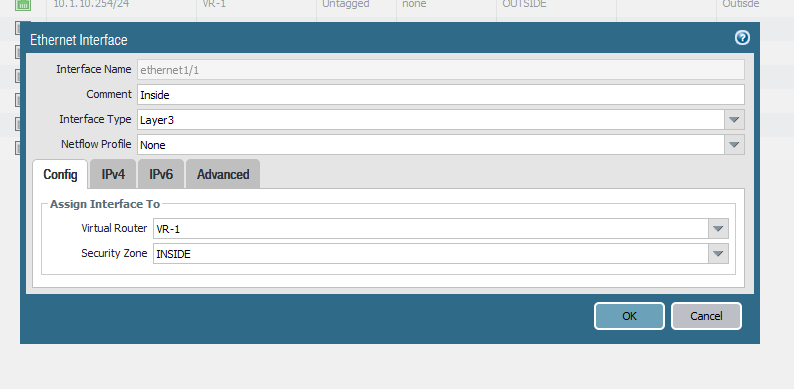 10.1.10.254/24 VR-1 Untagged none OUTSIDE Outisde
Ethernet Interface
Interface Name ethernet1/1
Comment Inside
Interface Type Layer3
Netflow Profile None
Config IPv4 IPv6 Advanced
Assign Interface To
Virtual Router VR-1
Security Zone INSIDE
OK Cancel